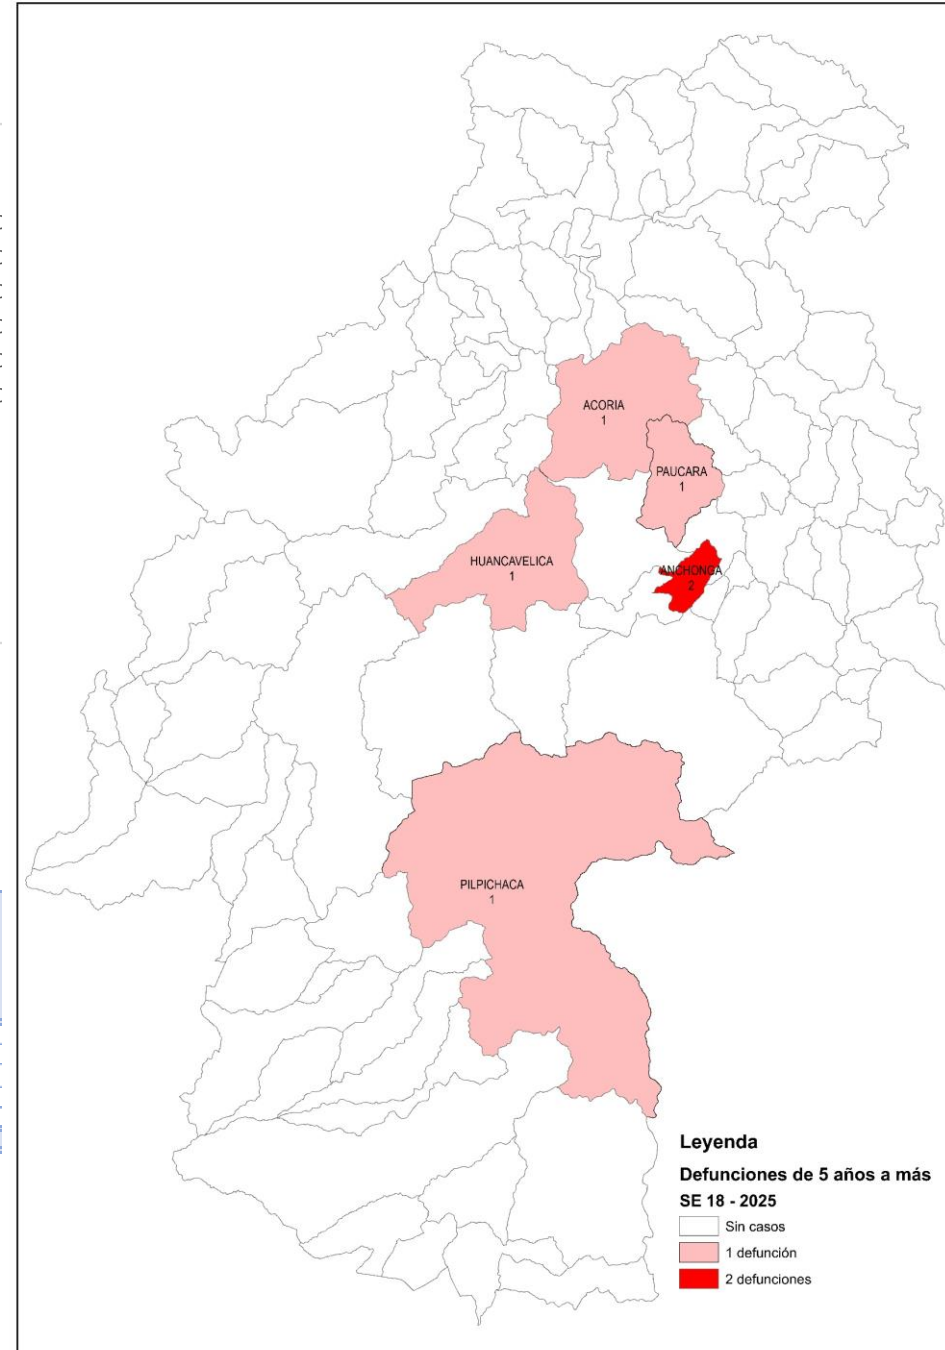 ACORIA
1
PAUCARA
1
HUANCAVELICA
1
ANCHONGA
2
PILPICHACA
1
Leyenda
Defunciones de 5 años a más
SE 18 - 2025
Sin casos
1 defunción
2 defunciones